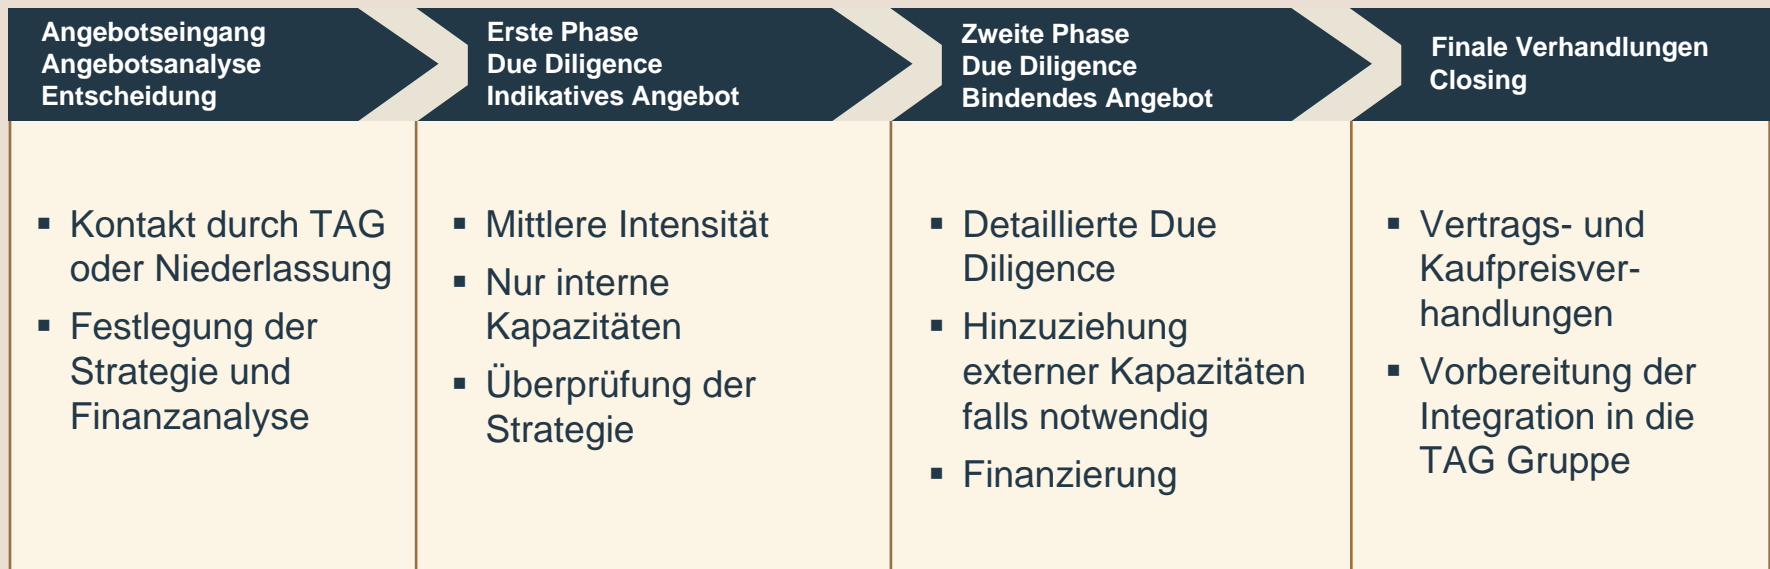 Angebotseingang
Angebotsanalyse
Entscheidung
Erste Phase
Due Diligence
Indikatives Angebot
Zweite Phase
Due Diligence
Bindendes Angebot
Finale Verhandlungen
Closing
▪ Kontakt durch TAG
oder Niederlassung
▪ Festlegung der
Strategie und
Finanzanalyse
▪ Mittlere Intensität
▪ Nur interne
Kapazitäten
▪ Überprüfung der
Strategie
▪ Detaillierte Due
Diligence
▪ Hinzuziehung
externer Kapazitäten
falls notwendig
▪ Finanzierung
▪ Vertrags- und
Kaufpreisver-
handlungen
▪ Vorbereitung der
Integration in die
TAG Gruppe